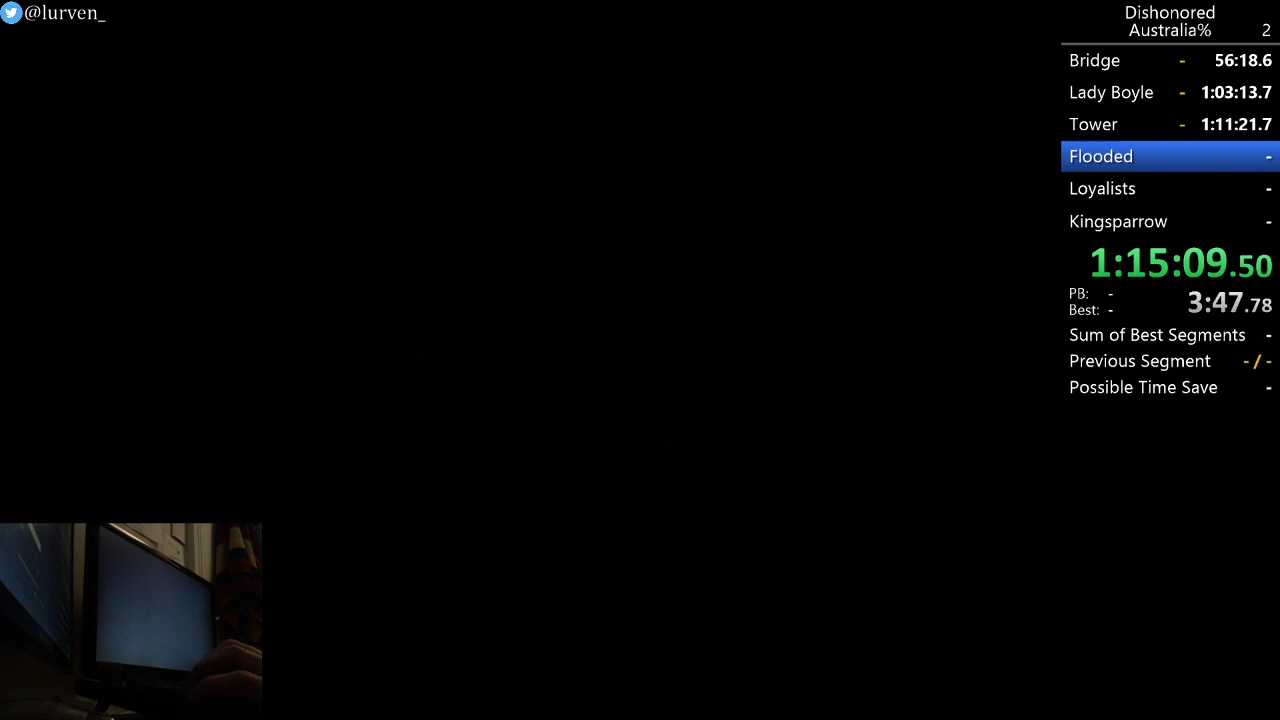 @lurven_
Dishonored
Australia% 2
Bridge - 56:18.6
Lady Boyle - 1:03:13.7
Tower - 1:11:21.7
Flooded -
Loyalists -
Kingsparrow -
1:15:09.50
PB: - 3:47.78
Best: -
Sum of Best Segments -
Previous Segment - / -
Possible Time Save -